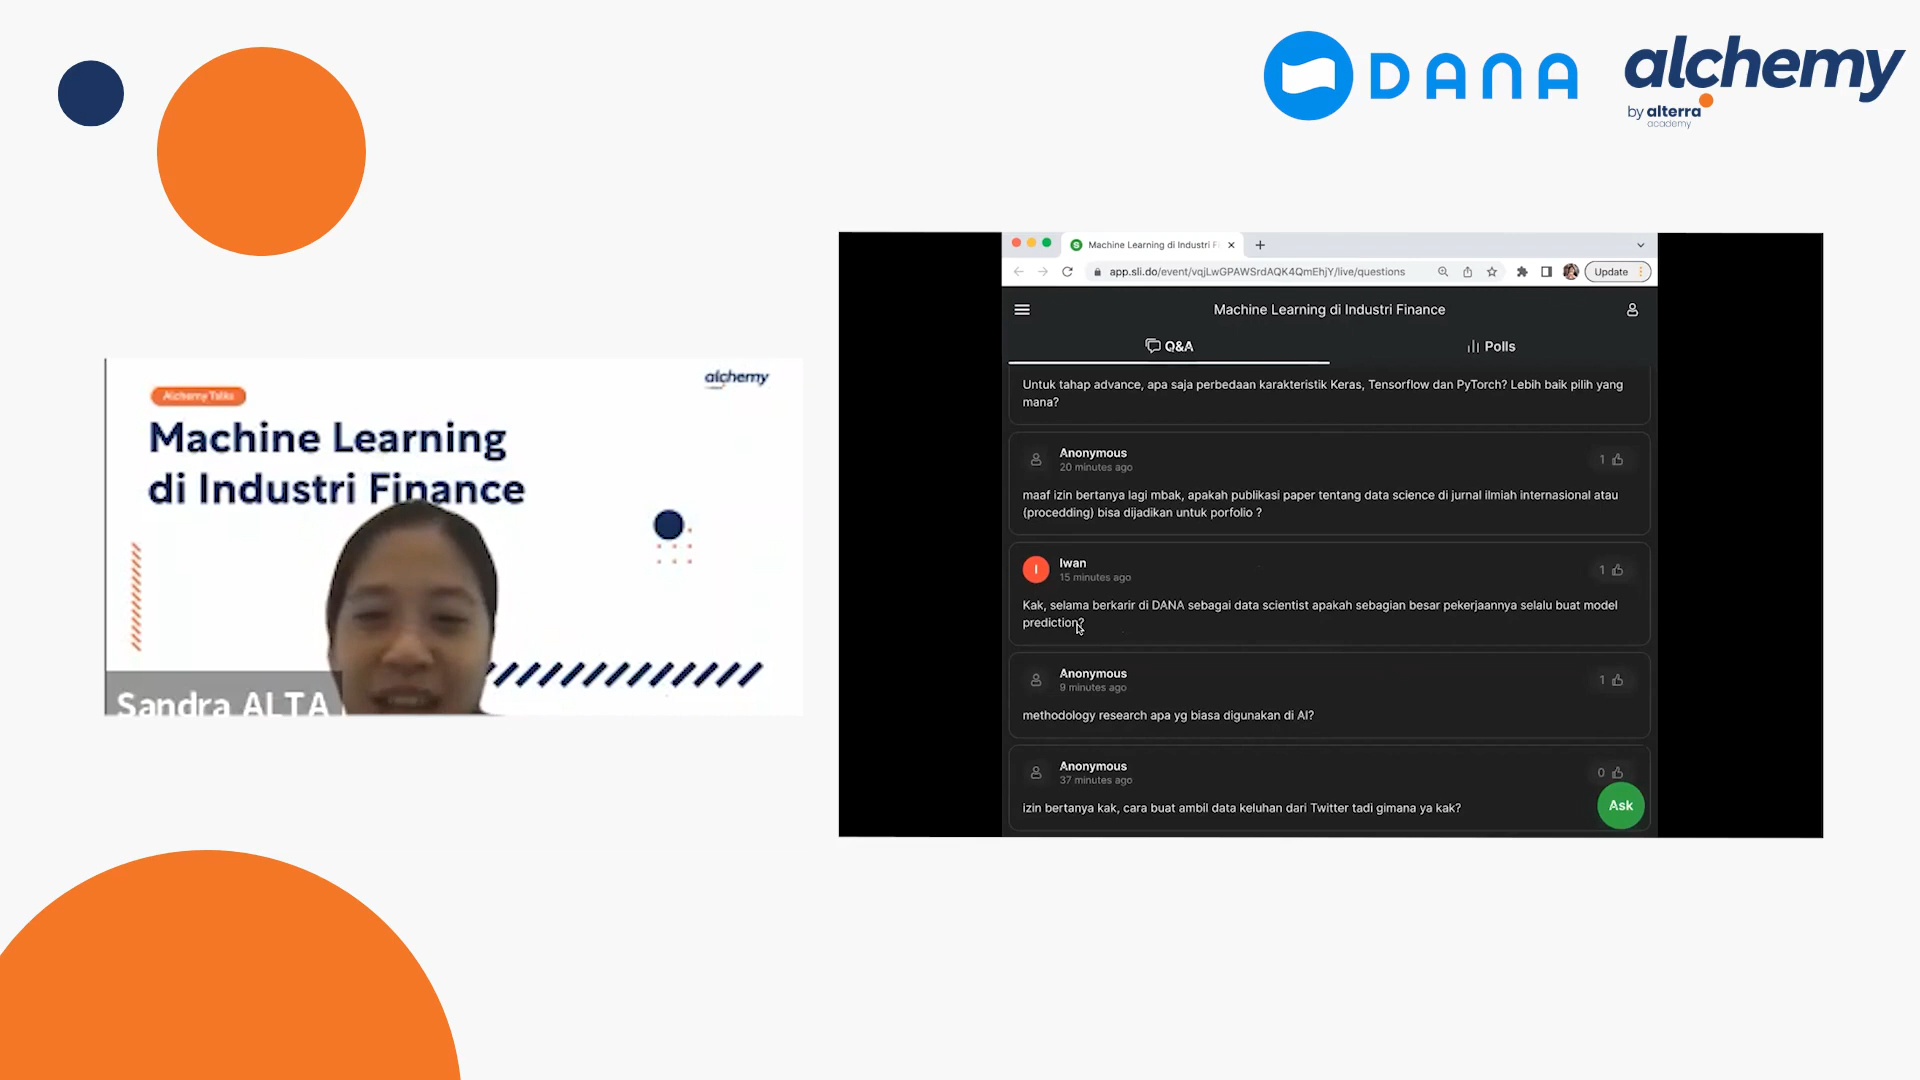 DANA
alchemy
by alterra
academy
alchemy
Alchemy Talks
Machine Learning
di Industri Finance
Sandra ALTA
Machine Learning di Industri F
app.sli.do/event/vqjLwGPAWSrdAQK4QmEhjY/live/questions
Update
Machine Learning di Industri Finance
Q&A
Polls
Untuk tahap advance, apa saja perbedaan karakteristik Keras, Tensorflow dan PyTorch? Lebih baik pilih yang
mana?
Anonymous
20 minutes ago
1
maaf izin bertanya lagi mbak, apakah publikasi paper tentang data science di jurnal ilmiah internasional atau
(procedding) bisa dijadikan untuk porfolio ?
I
Iwan
15 minutes ago
1
Kak, selama berkarir di DANA sebagai data scientist apakah sebagian besar pekerjaannya selalu buat model
prediction?
Anonymous
9 minutes ago
1
methodology research apa yg biasa digunakan di AI?
Anonymous
37 minutes ago
0
izin bertanya kak, cara buat ambil data keluhan dari Twitter tadi gimana ya kak?
Ask